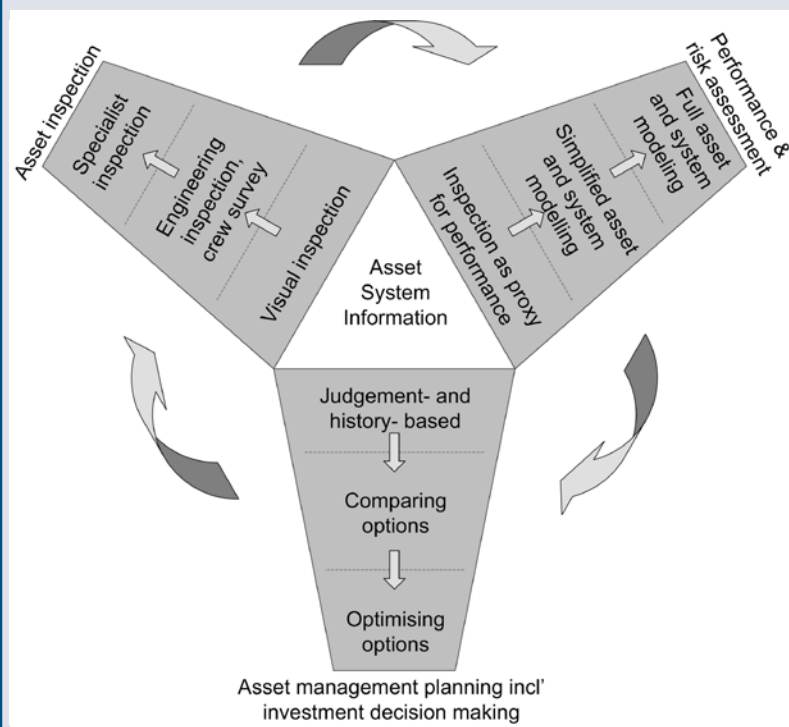 Asset inspection
Specialist
inspection
Engineering
inspection,
crew survey
Visual inspection
Performance &
risk assessment
Full asset
and system
modeling
Simplified asset
and system
modelling
Inspection as proxy
for performance
Asset
System
Information
Judgement- and
history- based
Comparing
options
Optimising
options
Asset management planning incl'
investment decision making